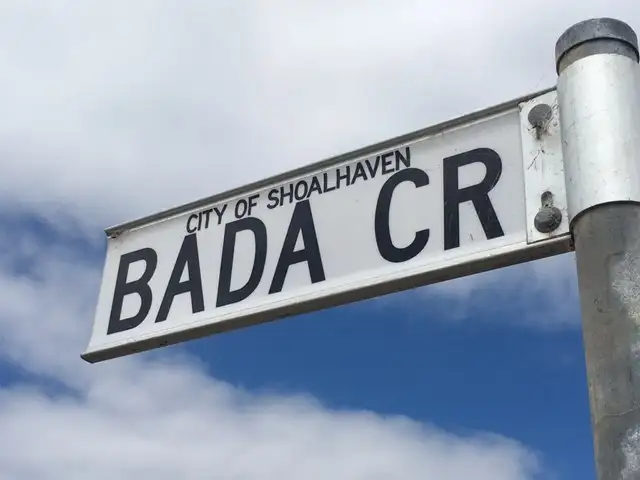 CITY OF SHOALHAVEN
BADA CR